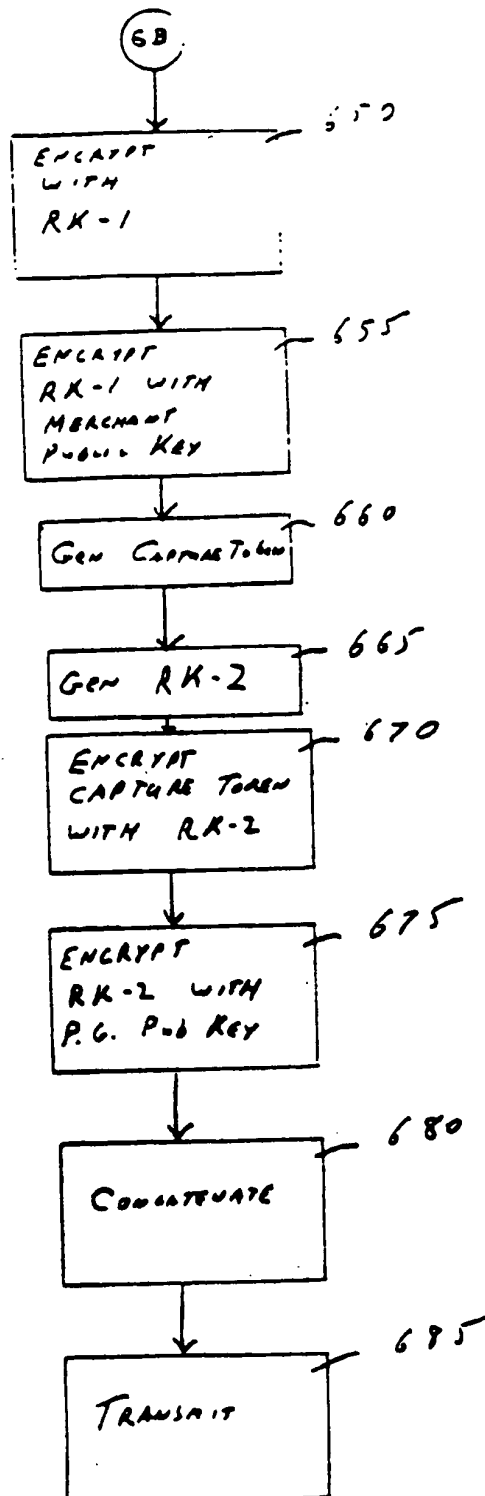 6B
650
ENCRYPT
WITH
RK-1
655
ENCRYPT
RK-1 WITH
MERCHANT
PUBLIC KEY
660
GEN CAPTURE TOKEN
665
GEN RK-2
670
ENCRYPT
CAPTURE TOKEN
WITH RK-2
675
ENCRYPT
RK-2 WITH
P.G. PUB KEY
680
CONCATENATE
685
TRANSMIT